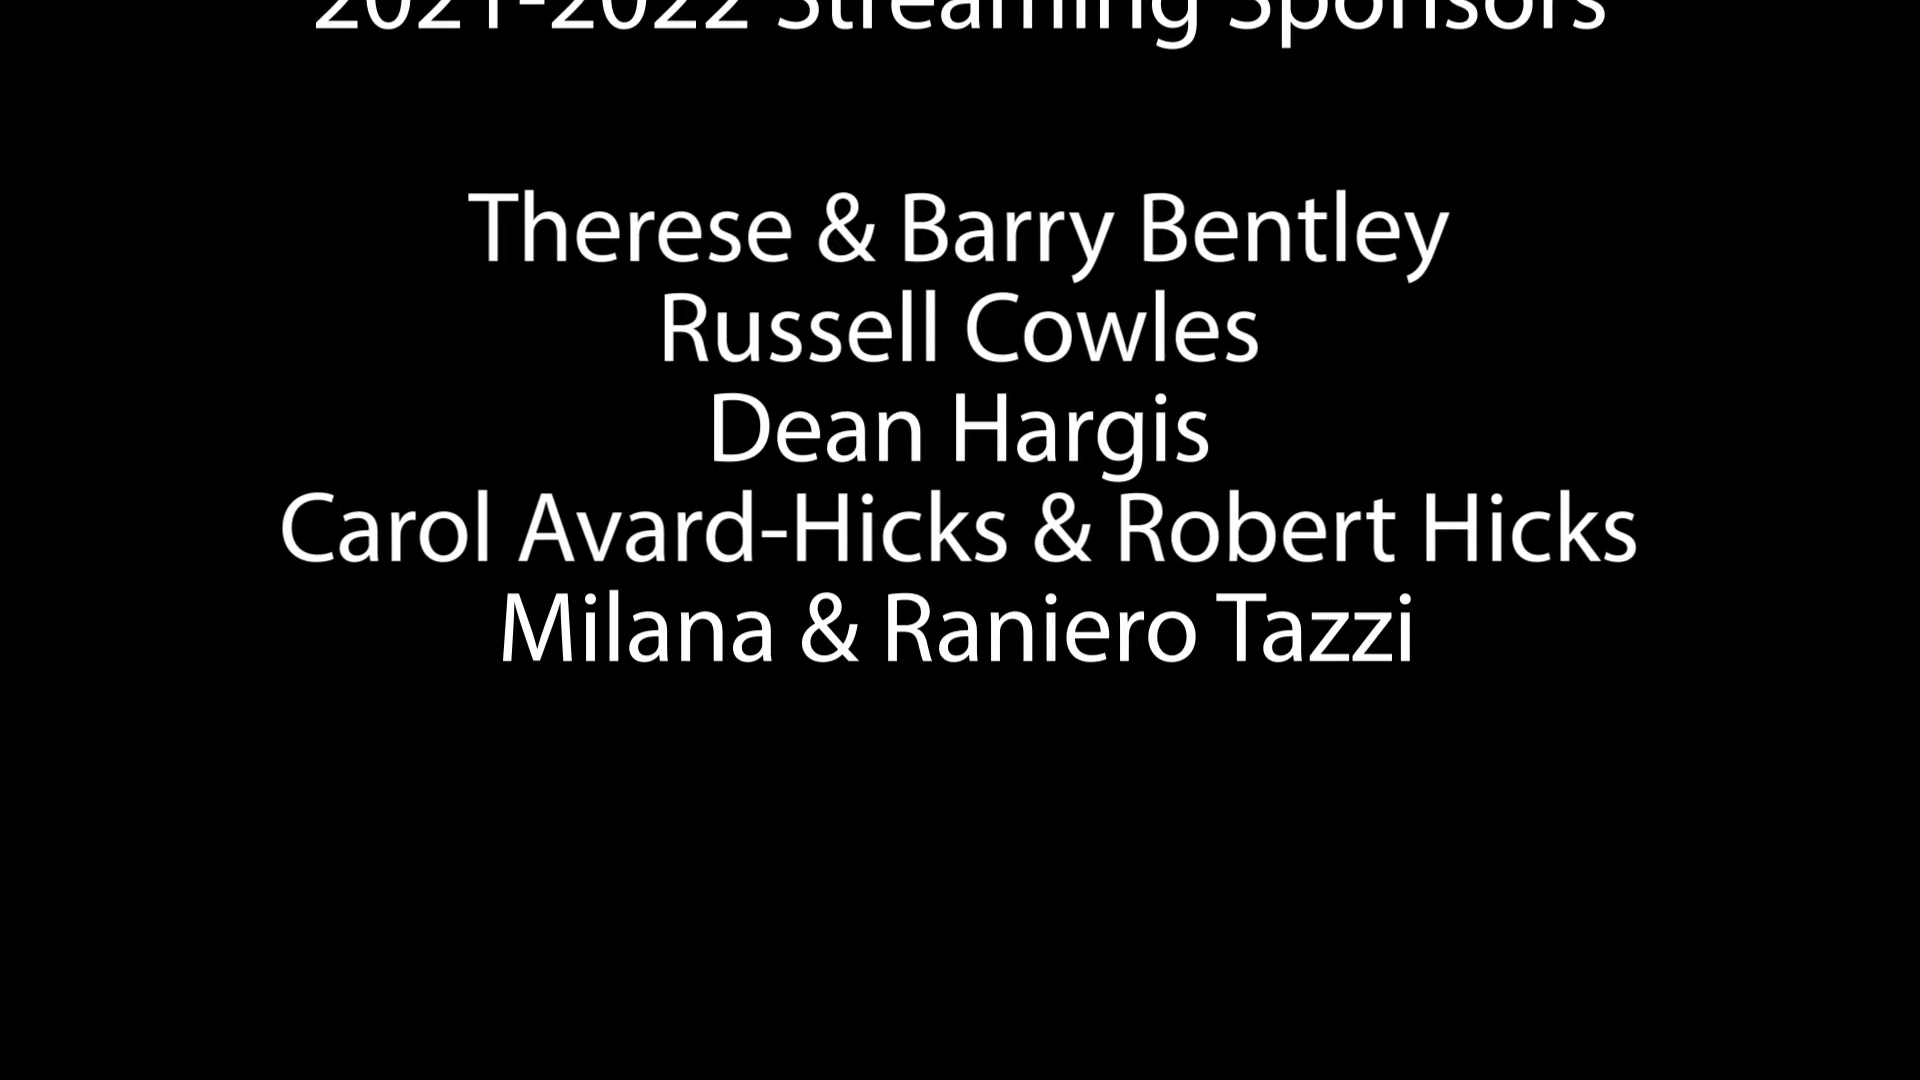 2021-2022 Streaming Sponsors
Therese & Barry Bentley
Russell Cowles
Dean Hargis
Carol Avard-Hicks & Robert Hicks
Milana & Raniero Tazzi